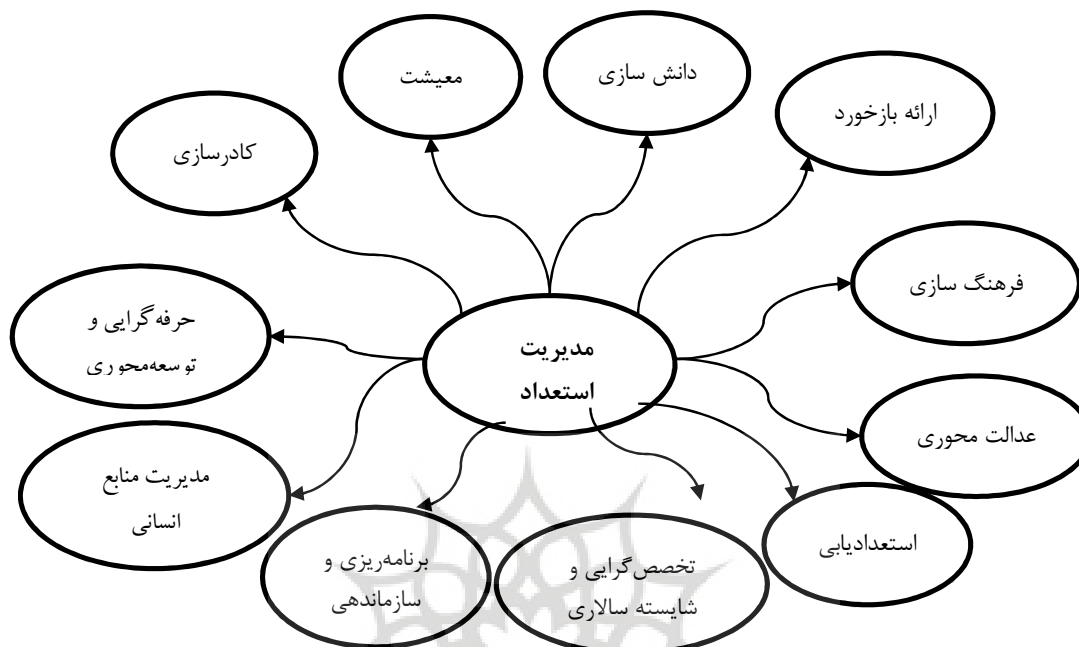 معیشت
دانش سازی
ارائه بازخورد
کادرسازی
فرهنگ سازی
حرفه‌گرایی و
توسعه‌محوری
مدیریت
استعداد
عدالت محوری
مدیریت منابع
انسانی
برنامه‌ریزی و
سازماندهی
تخصص‌گرایی و
شایسته سالاری
استعدادیابی